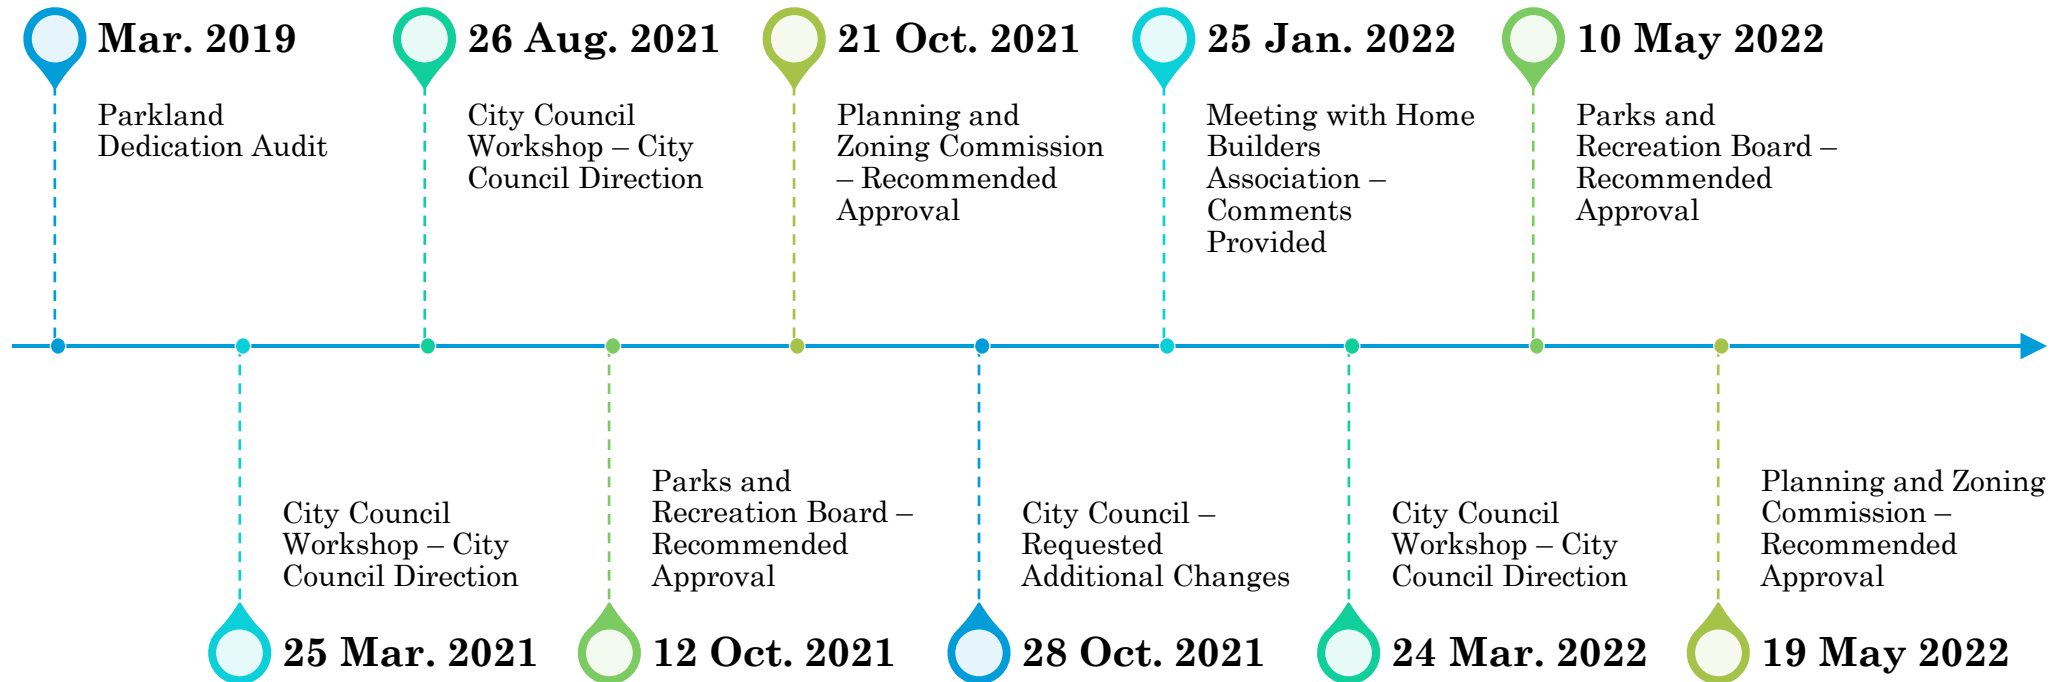 Mar. 2019
Parkland
Dedication Audit
26 Aug. 2021
City Council
Workshop – City
Council Direction
21 Oct. 2021
Planning and
Zoning Commission
– Recommended
Approval
25 Jan. 2022
Meeting with Home
Builders
Association –
Comments
Provided
10 May 2022
Parks and
Recreation Board –
Recommended
Approval
City Council
Workshop – City
Council Direction
25 Mar. 2021
Parks and
Recreation Board –
Recommended
Approval
12 Oct. 2021
City Council –
Requested
Additional Changes
28 Oct. 2021
City Council
Workshop – City
Council Direction
24 Mar. 2022
Planning and Zoning
Commission –
Recommended
Approval
19 May 2022